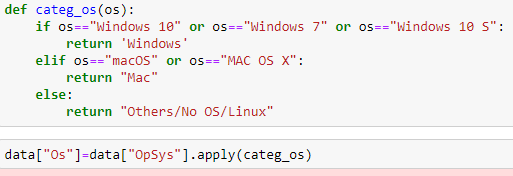 def categ_os(os):
    if os=="Windows 10" or os=="Windows 7" or os=="Windows 10 S":
        return 'Windows'
    elif os=="macOS" or os=="MAC OS X":
        return "Mac"
    else:
        return "Others/No OS/Linux"
data["Os"]=data["OpSys"].apply(categ_os)